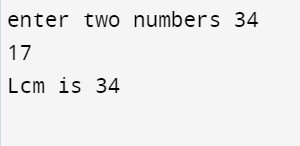 enter two numbers 34
17
Lcm is 34